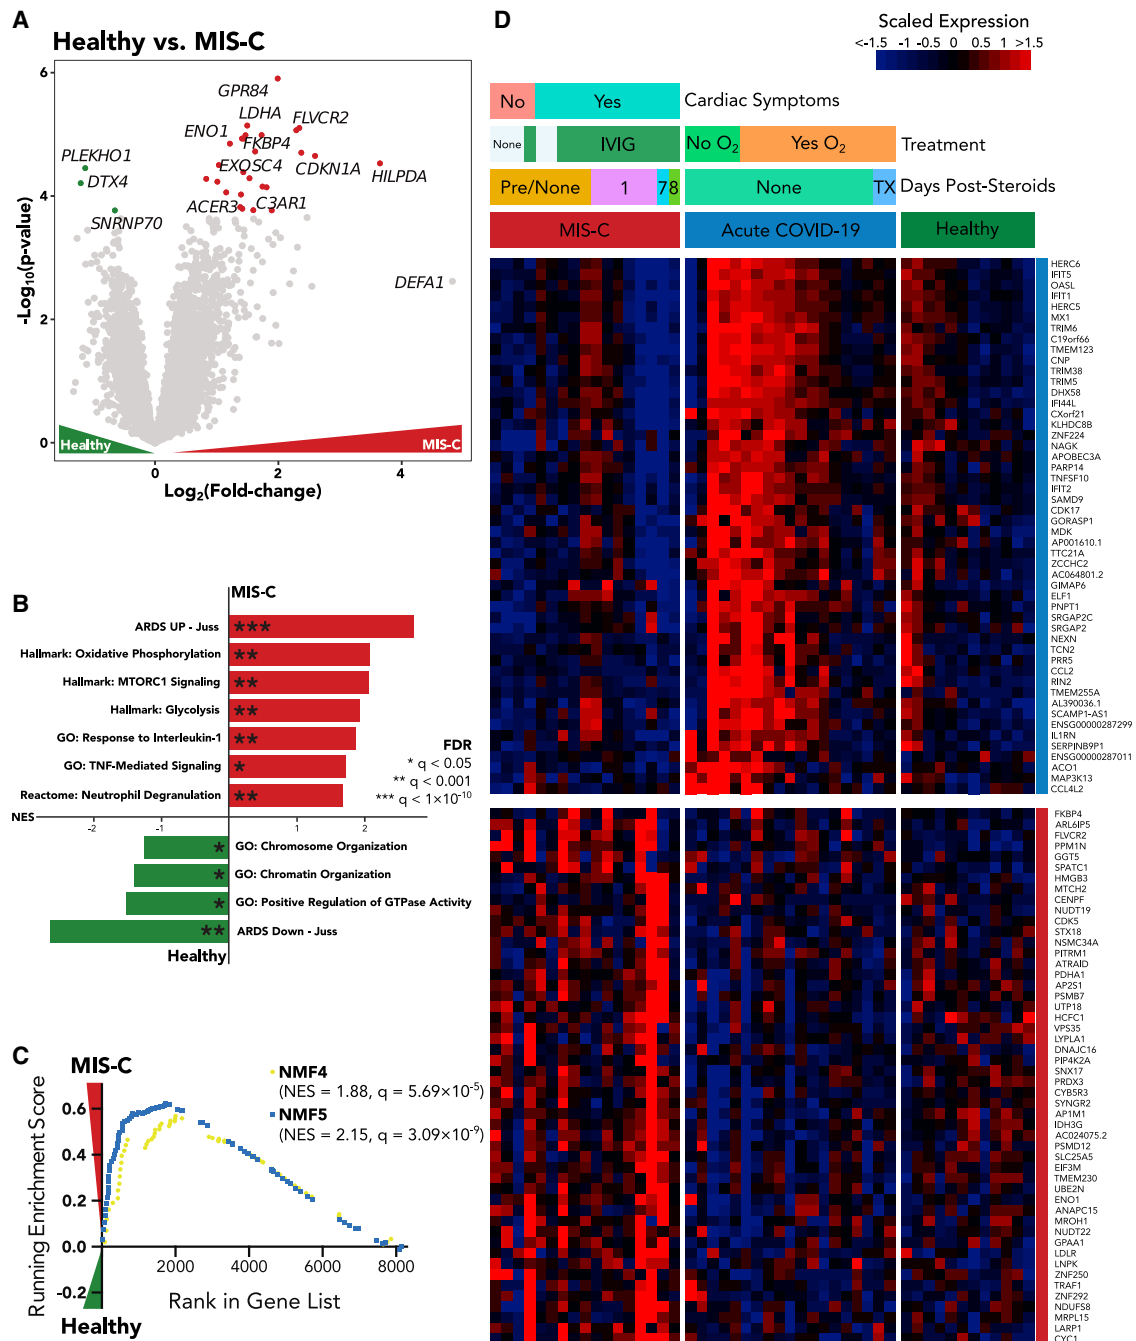 A
Healthy vs. MIS-C
6
4
2
0
-Log10(p-value)
GPR84
LDHA
FLVCR2
ENO1
FKBP4
PLEKHO1
EXOSC4
CDKN1A
HILPDA
DTX4
ACER3
C3AR1
SNRNP70
DEFA1
Healthy
MIS-C
0
2
4
Log2(Fold-change)
B
MIS-C
ARDS UP - Juss
***
Hallmark: Oxidative Phosphorylation
**
Hallmark: MTORC1 Signaling
**
Hallmark: Glycolysis
**
GO: Response to Interleukin-1
**
GO: TNF-Mediated Signaling
*
Reactome: Neutrophil Degranulation
**
FDR
* q < 0.05
** q < 0.001
*** q < 1×10-10
NES
-2
-1
1
2
* GO: Chromosome Organization
* GO: Chromatin Organization
* GO: Positive Regulation of GTPase Activity
** ARDS Down - Juss
Healthy
C
MIS-C
NMF4
(NES = 1.88, q = 5.69×10-5)
NMF5
(NES = 2.15, q = 3.09×10-9)
0.6
0.4
0.2
0.0
-0.2
Running Enrichment Score
2000
4000
6000
8000
Rank in Gene List
Healthy
D
Scaled Expression
<-1.5 -1 -0.5 0 0.5 1 >1.5
No Yes Cardiac Symptoms
None IVIG No O2 Yes O2 Treatment
Pre/None 1 7 8 None TX Days Post-Steroids
MIS-C Acute COVID-19 Healthy
HERC6
IFIT5
OASL
IFIT1
HERC5
MX1
TRIM6
C19orf66
TMEM123
CNP
TRIM38
TRIM5
DHX58
IFI44L
CXorf21
KLHDC8B
ZNF224
NAGK
APOBEC3A
PARP14
TNFSF10
IFIT2
SAMD9
CDK17
GORASP1
MDK
AP001610.1
TTC21A
ZCCHC2
AC064801.2
GIMAP6
ELF1
PNPT1
SRGAP2C
SRGAP2
NEXN
TCN2
PRR5
CCL2
RIN2
TMEM255A
AL390036.1
SCAMP1-AS1
ENSG00000287299
IL1RN
SERPINB9P1
ENSG00000287011
ACO1
MAP3K13
CCL4L2
FKBP4
ARL6IP5
FLVCR2
PPM1N
GGT5
SPATC1
HMGB3
MTCH2
CENPF
NUDT19
CDK5
STX18
NSMC34A
PITRM1
ATRAID
PDHA1
AP2S1
PSMB7
UTP18
HCFC1
VPS35
LYPLA1
DNAJC16
PIP4K2A
SNX17
PRDX3
CYB5R3
SYNGR2
AP1M1
IDH3G
AC024075.2
PSMD12
SLC25A5
EIF3M
TMEM230
UBE2N
ENO1
ANAPC15
MROH1
NUDT22
GPAA1
LDLR
LNPK
ZNF250
TRAF1
ZNF292
NDUFS8
MRPL15
LARP1
CYC1